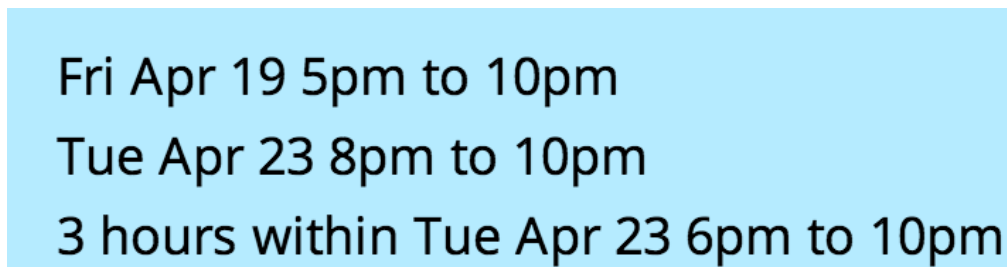 Fri Apr 19 5pm to 10pm
Tue Apr 23 8pm to 10pm
3 hours within Tue Apr 23 6pm to 10pm